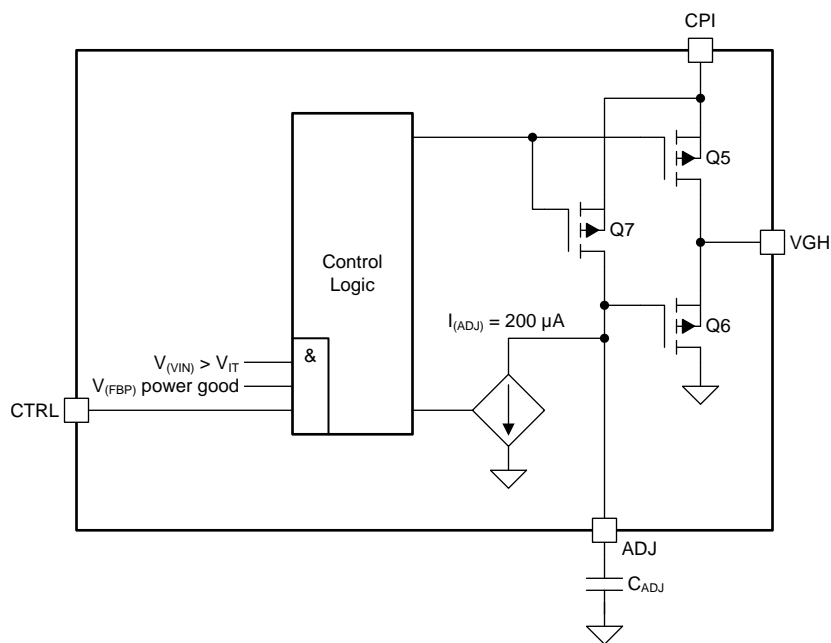 CPI
Q5
Q7
VGH
Control
Logic
I(ADJ) = 200 µA
Q6
&
V(VIN) > VIT
V(FBP) power good
CTRL
ADJ
CADJ